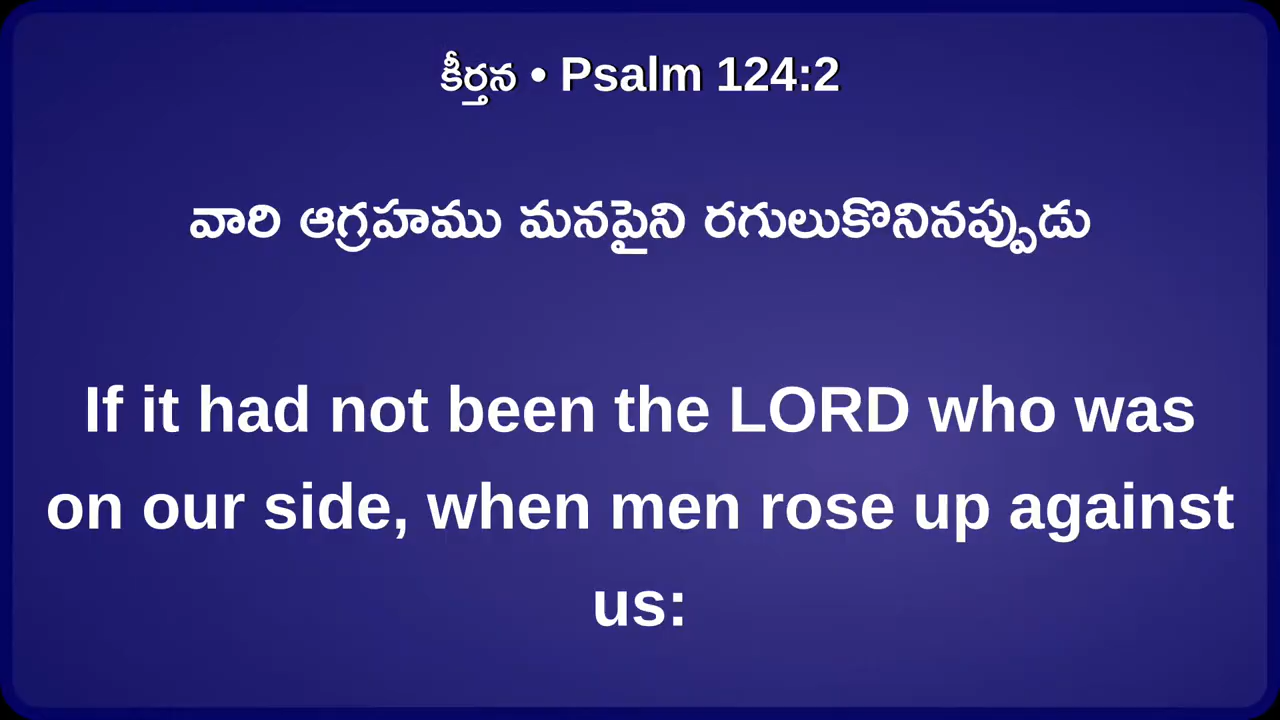 కీర్తన • Psalm 124:2
వారి ఆగ్రహము మనపైని రగులుకొనినప్పుడు
If it had not been the LORD who was
on our side, when men rose up against
us: